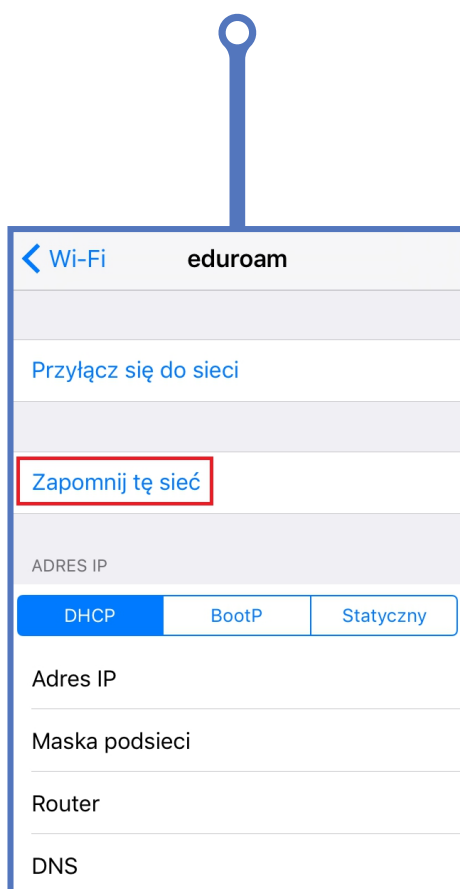 Wi-Fi eduroam
Przyłącz się do sieci
Zapomnij tę sieć
ADRES IP
DHCP BootP Statyczny
Adres IP
Maska podsieci
Router
DNS